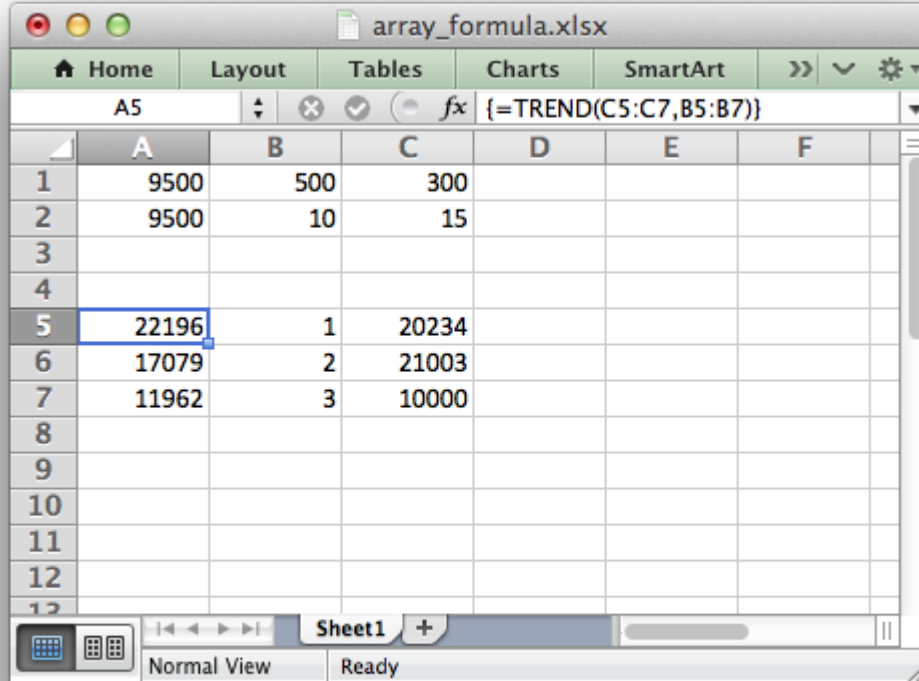 array_formula.xlsx
Home Layout Tables Charts SmartArt
A5 fx {=TREND(C5:C7,B5:B7)}
A B C D E F
1 9500 500 300
2 9500 10 15
3
4
5 22196 1 20234
6 17079 2 21003
7 11962 3 10000
8
9
10
11
12
13
Sheet1
Normal View Ready